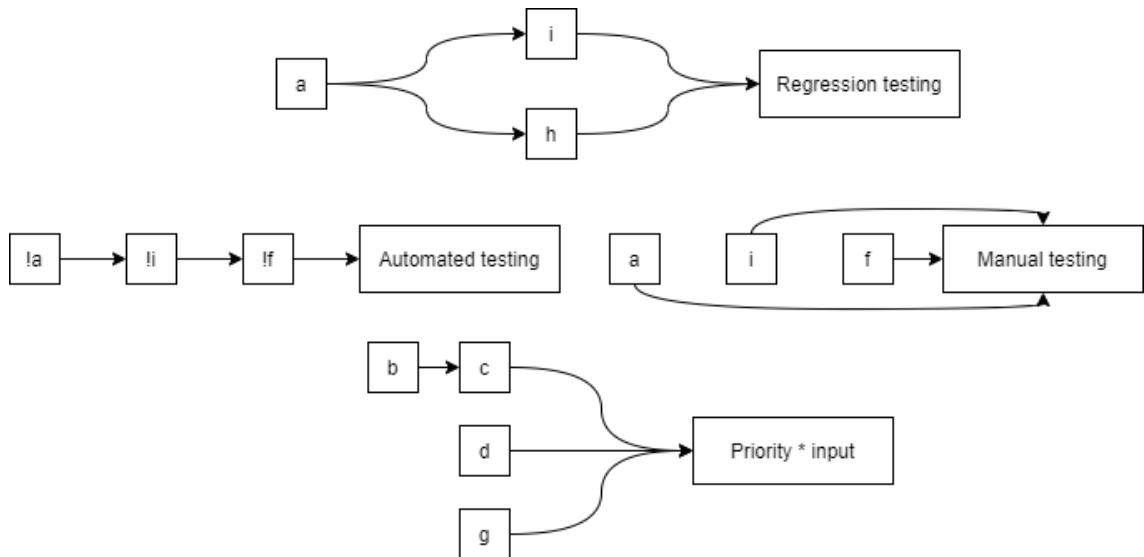 i
a
Regression testing
h
!a
!i
!f
Automated testing
a
i
f
Manual testing
b
c
d
Priority * input
g